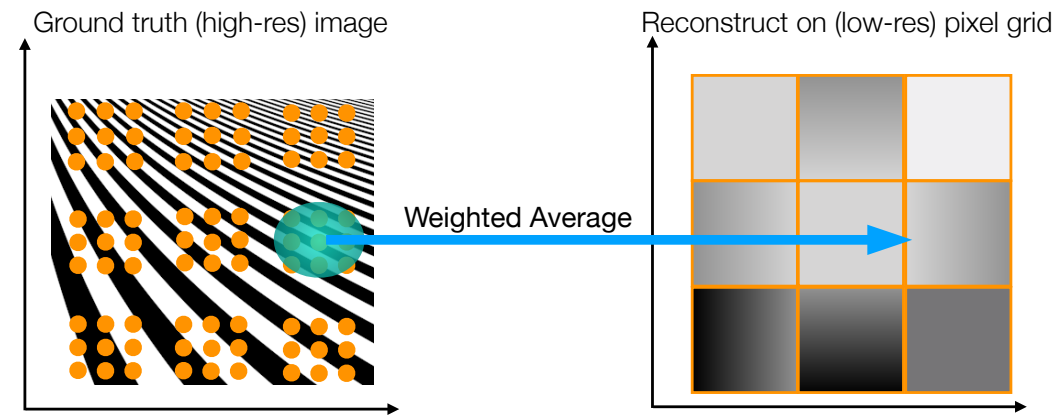 Ground truth (high-res) image
Reconstruct on (low-res) pixel grid
Weighted Average